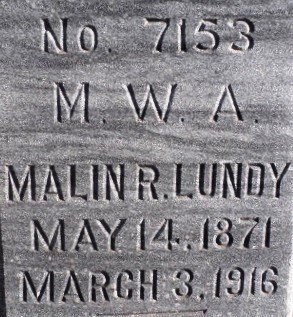 No. 7153
M. W. A.
MALIN R. LUNDY
MAY 14, 1871
MARCH 3, 1916